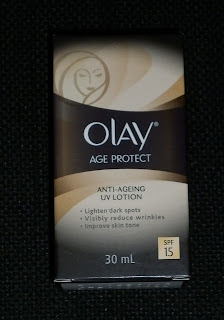 OLAY®
AGE PROTECT
ANTI-AGEING
UV LOTION
• Lighten dark spots
• Visibly reduce wrinkles
• Improve skin tone
SPF
15
30 mL